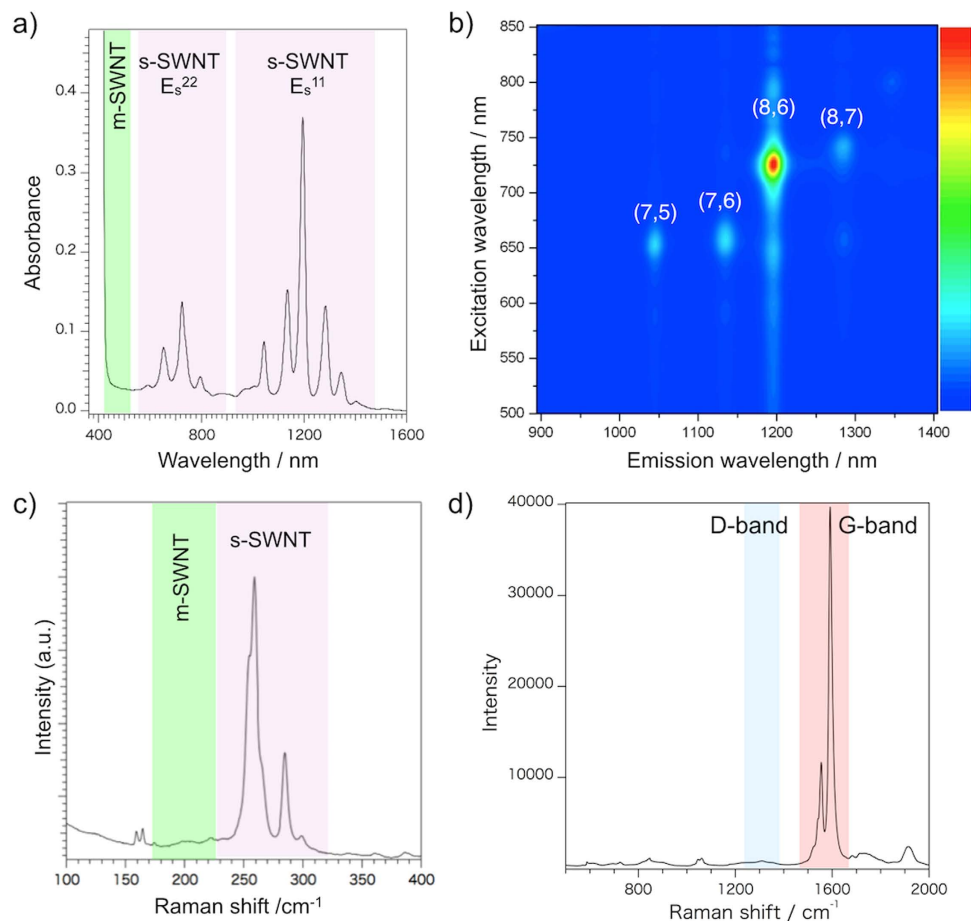 a)
m-SWNT
s-SWNT
Es22
s-SWNT
Es11
0.4
0.3
0.2
0.1
0.0
Absorbance
400
800
1200
1600
Wavelength / nm
b)
850
800
750
700
650
600
550
500
Excitation wavelength / nm
(7,5)
(7,6)
(8,6)
(8,7)
900
1000
1100
1200
1300
1400
Emission wavelength / nm
c)
m-SWNT
s-SWNT
Intensity (a.u.)
100
150
200
250
300
350
400
Raman shift /cm-1
d)
D-band
G-band
40000
30000
20000
10000
Intensity
800
1200
1600
2000
Raman shift / cm-1